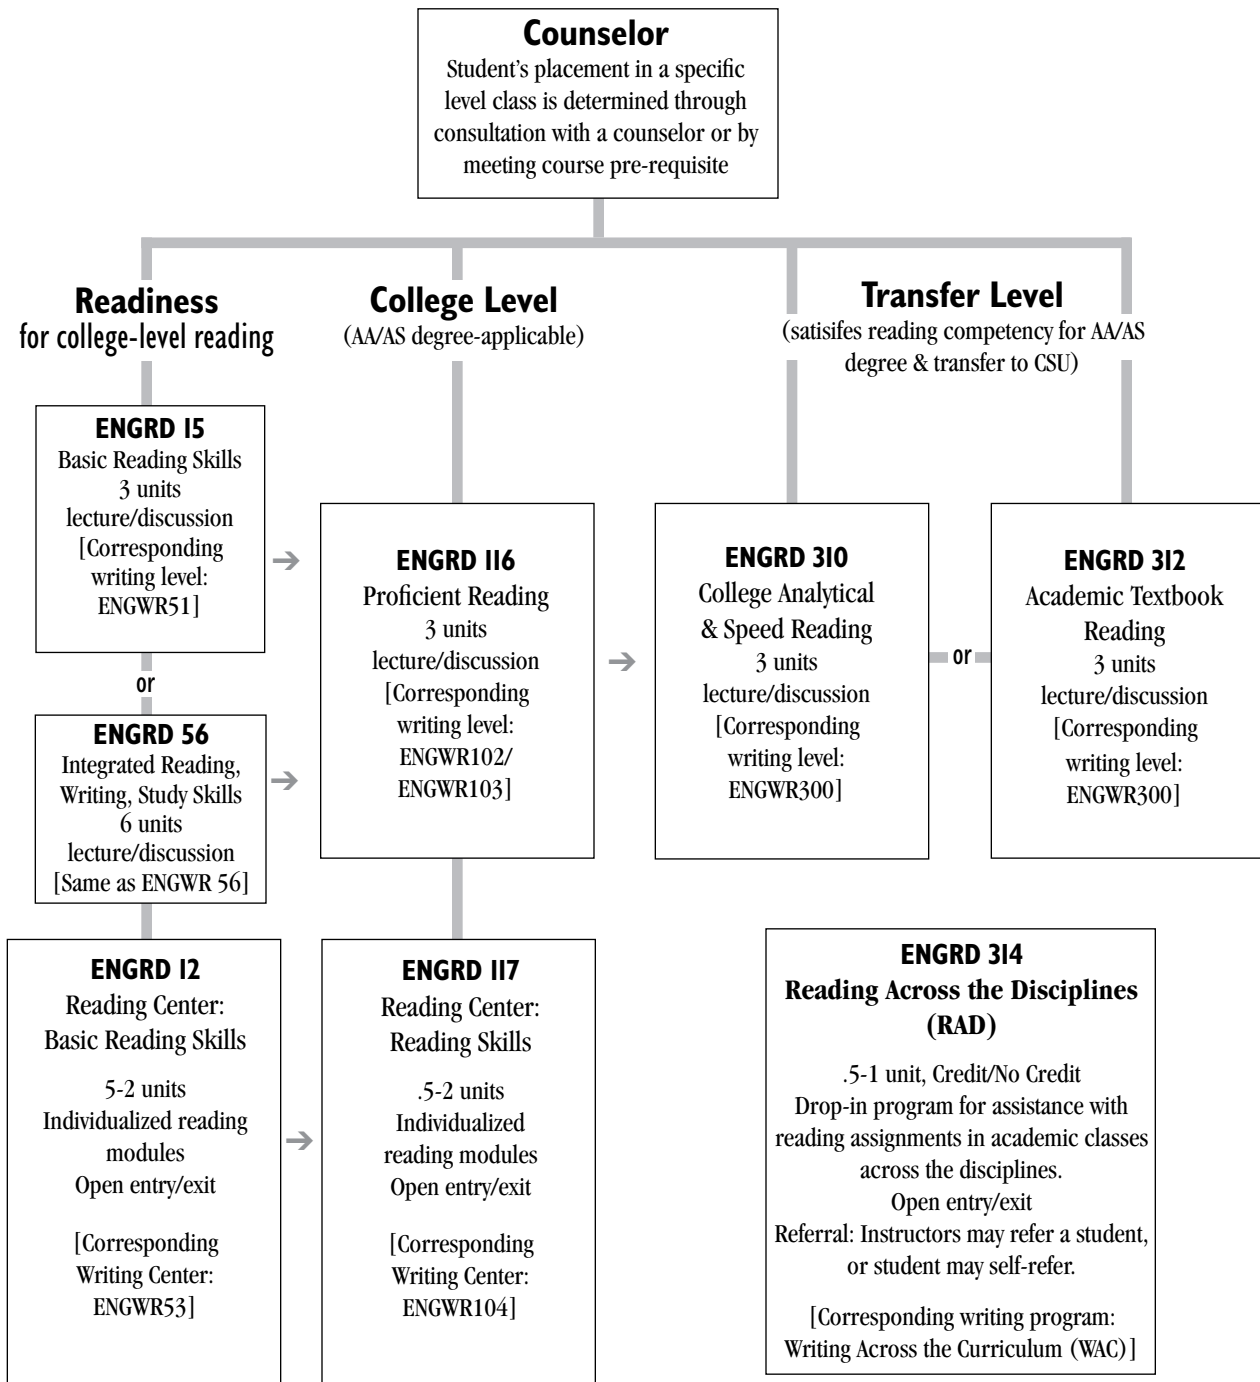 Counselor
Student's placement in a specific
level class is determined through
consultation with a counselor or by
meeting course pre-requisite
Readiness
for college-level reading
College Level
(AA/AS degree-applicable)
Transfer Level
(satisifes reading competency for AA/AS
degree & transfer to CSU)
ENGRD 15
Basic Reading Skills
3 units
lecture/discussion
[Corresponding
writing level:
ENGWR51]
or
ENGRD 56
Integrated Reading,
Writing, Study Skills
6 units
lecture/discussion
[Same as ENGWR 56]
ENGRD 116
Proficient Reading
3 units
lecture/discussion
[Corresponding
writing level:
ENGWR102/
ENGWR103]
ENGRD 310
College Analytical
& Speed Reading
3 units
lecture/discussion
[Corresponding
writing level:
ENGWR300]
or
ENGRD 312
Academic Textbook
Reading
3 units
lecture/discussion
[Corresponding
writing level:
ENGWR300]
ENGRD 12
Reading Center:
Basic Reading Skills
5-2 units
Individualized reading
modules
Open entry/exit
[Corresponding
Writing Center:
ENGWR53]
ENGRD 117
Reading Center:
Reading Skills
.5-2 units
Individualized
reading modules
Open entry/exit
[Corresponding
Writing Center:
ENGWR104]
ENGRD 314
Reading Across the Disciplines
(RAD)
.5-1 unit, Credit/No Credit
Drop-in program for assistance with
reading assignments in academic classes
across the disciplines.
Open entry/exit
Referral: Instructors may refer a student,
or student may self-refer.
[Corresponding writing program:
Writing Across the Curriculum (WAC)]